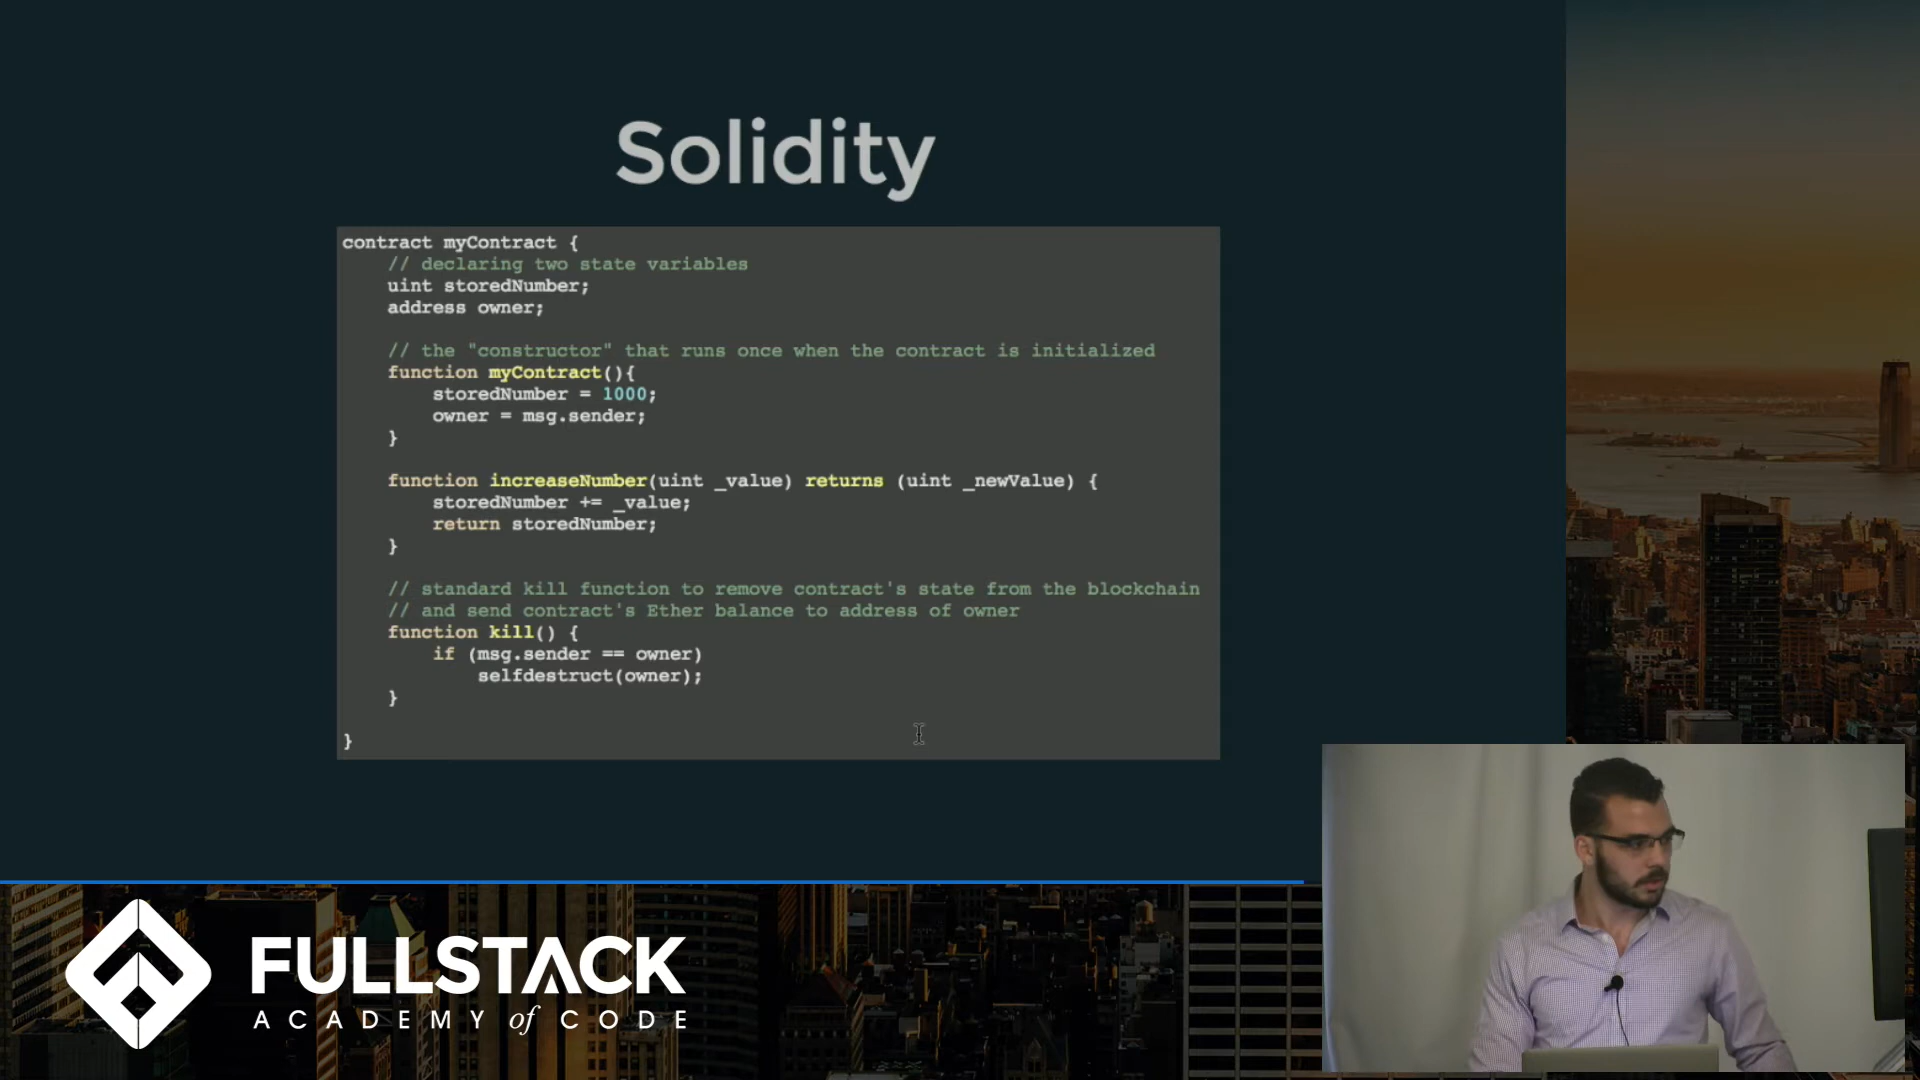 Solidity
contract myContract {
// declaring two state variables
uint storedNumber;
address owner;
// the "constructor" that runs once when the contract is initialized
function myContract(){
storedNumber = 1000;
owner = msg.sender;
}
function increaseNumber(uint _value) returns (uint _newValue) {
storedNumber += _value;
return storedNumber;
}
// standard kill function to remove contract's state from the blockchain
// and send contract's Ether balance to address of owner
function kill() {
if (msg.sender == owner)
selfdestruct(owner);
}
}
FULLSTACK
ACADEMY of CODE